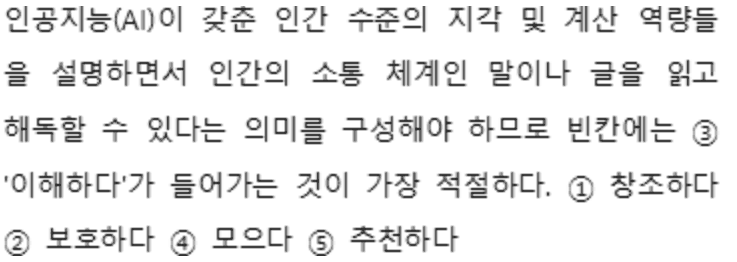 인공지능(AI)이 갖춘 인간 수준의 지각 및 계산 역량들
을 설명하면서 인간의 소통 체계인 말이나 글을 읽고
해독할 수 있다는 의미를 구성해야 하므로 빈칸에는 ③
'이해하다'가 들어가는 것이 가장 적절하다. ① 창조하다
② 보호하다 ④ 모으다 ⑤ 추천하다